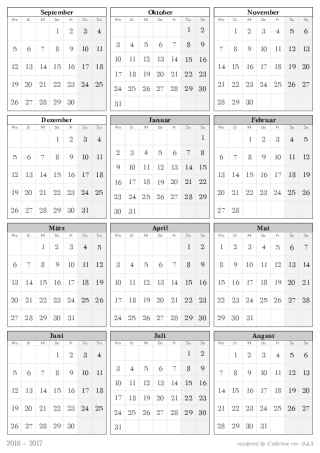 September
Mo Di Mi Do Fr Sa So
1 2 3 4
5 6 7 8 9 10 11
12 13 14 15 16 17 18
19 20 21 22 23 24 25
26 27 28 29 30
Oktober
Mo Di Mi Do Fr Sa So
1 2
3 4 5 6 7 8 9
10 11 12 13 14 15 16
17 18 19 20 21 22 23
24 25 26 27 28 29 30
31
November
Mo Di Mi Do Fr Sa So
1 2 3 4 5 6
7 8 9 10 11 12 13
14 15 16 17 18 19 20
21 22 23 24 25 26 27
28 29 30
Dezember
Mo Di Mi Do Fr Sa So
1 2 3 4
5 6 7 8 9 10 11
12 13 14 15 16 17 18
19 20 21 22 23 24 25
26 27 28 29 30 31
Januar
Mo Di Mi Do Fr Sa So
1
2 3 4 5 6 7 8
9 10 11 12 13 14 15
16 17 18 19 20 21 22
23 24 25 26 27 28 29
30 31
Februar
Mo Di Mi Do Fr Sa So
1 2 3 4 5
6 7 8 9 10 11 12
13 14 15 16 17 18 19
20 21 22 23 24 25 26
27 28
März
Mo Di Mi Do Fr Sa So
1 2 3 4 5
6 7 8 9 10 11 12
13 14 15 16 17 18 19
20 21 22 23 24 25 26
27 28 29 30 31
April
Mo Di Mi Do Fr Sa So
1 2
3 4 5 6 7 8 9
10 11 12 13 14 15 16
17 18 19 20 21 22 23
24 25 26 27 28 29 30
Mai
Mo Di Mi Do Fr Sa So
1 2 3 4 5 6 7
8 9 10 11 12 13 14
15 16 17 18 19 20 21
22 23 24 25 26 27 28
29 30 31
Juni
Mo Di Mi Do Fr Sa So
1 2 3 4
5 6 7 8 9 10 11
12 13 14 15 16 17 18
19 20 21 22 23 24 25
26 27 28 29 30
Juli
Mo Di Mi Do Fr Sa So
1 2
3 4 5 6 7 8 9
10 11 12 13 14 15 16
17 18 19 20 21 22 23
24 25 26 27 28 29 30
31
August
Mo Di Mi Do Fr Sa So
1 2 3 4 5 6
7 8 9 10 11 12 13
14 15 16 17 18 19 20
21 22 23 24 25 26 27
28 29 30 31
2016 – 2017
rendered by Calirhoe ver. 0.4.3